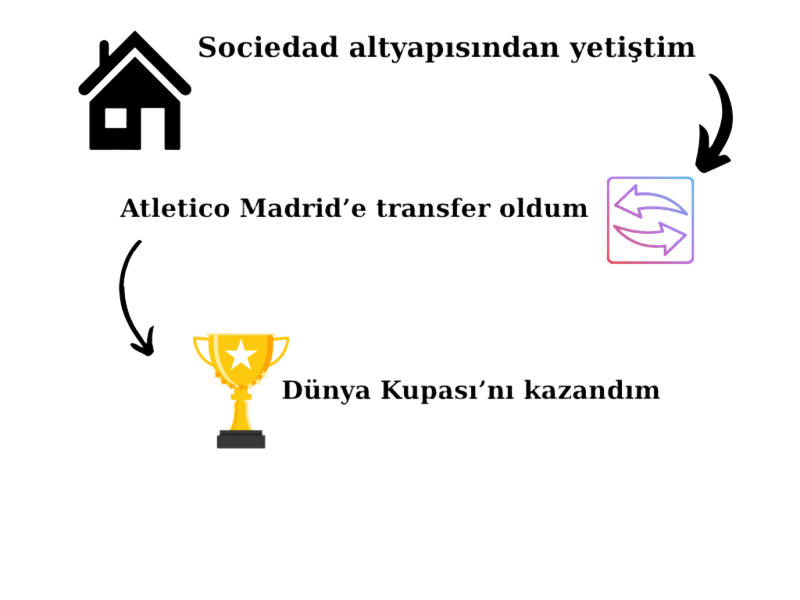 Sociedad altyapısından yetiştim
Atletico Madrid’e transfer oldum
Dünya Kupası’nı kazandım